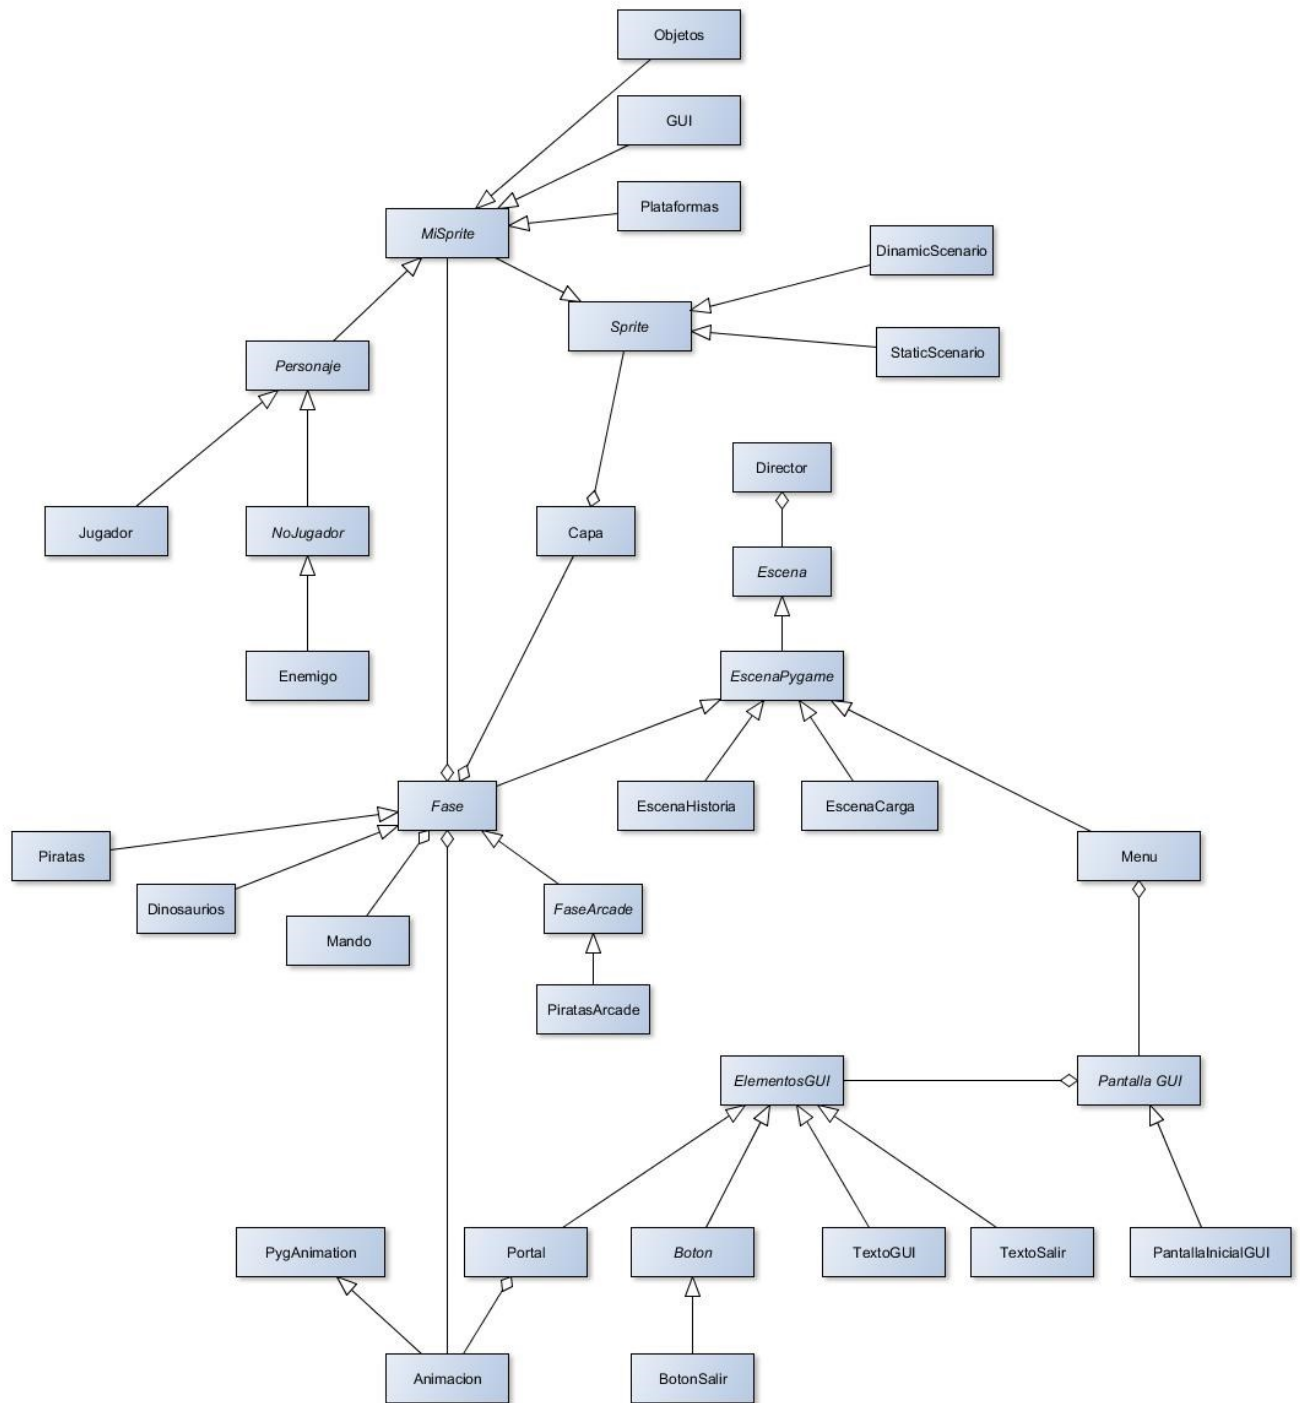 Objetos
GUI
Plataformas
MiSprite
DinamicScenario
Sprite
StaticScenario
Personaje
Director
Jugador
NoJugador
Capa
Escena
Enemigo
EscenaPygame
Fase
EscenaHistoria
EscenaCarga
Piratas
Menu
Dinosaurios
FaseArcade
Mando
PiratasArcade
ElementosGUI
Pantalla GUI
PygAnimation
Portal
Boton
TextoGUI
TextoSalir
PantallaInicialGUI
Animacion
BotonSalir